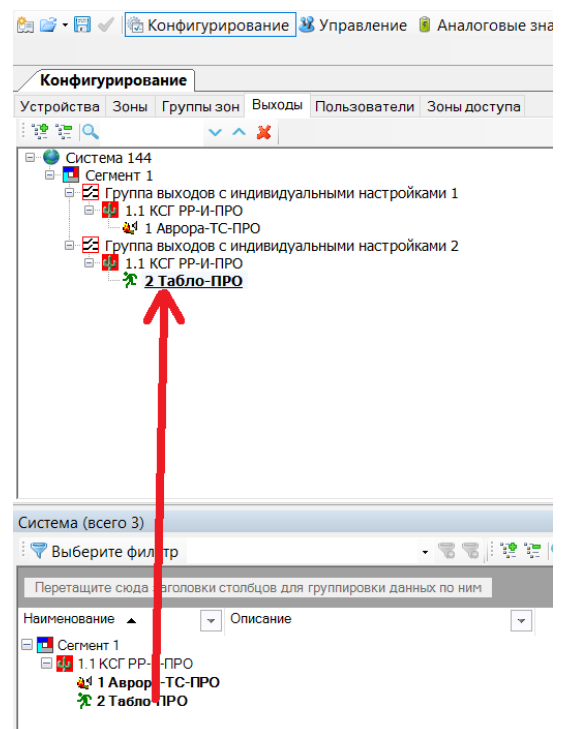 Конфигурирование Управление Аналоговые зна
Конфигурирование
Устройства Зоны Группы зон Выходы Пользователи Зоны доступа
Система 144
Сегмент 1
Группа выходов с индивидуальными настройками 1
1.1 КСГ РР-И-ПРО
1 Аврора-ТС-ПРО
Группа выходов с индивидуальными настройками 2
1.1 КСГ РР-И-ПРО
2 Табло-ПРО
Система (всего 3)
Выберите фильтр
Перетащите сюда заголовки столбцов для группировки данных по ним
Наименование Описание
Сегмент 1
1.1 КСГ РР-И-ПРО
1 Аврора-ТС-ПРО
2 Табло-ПРО